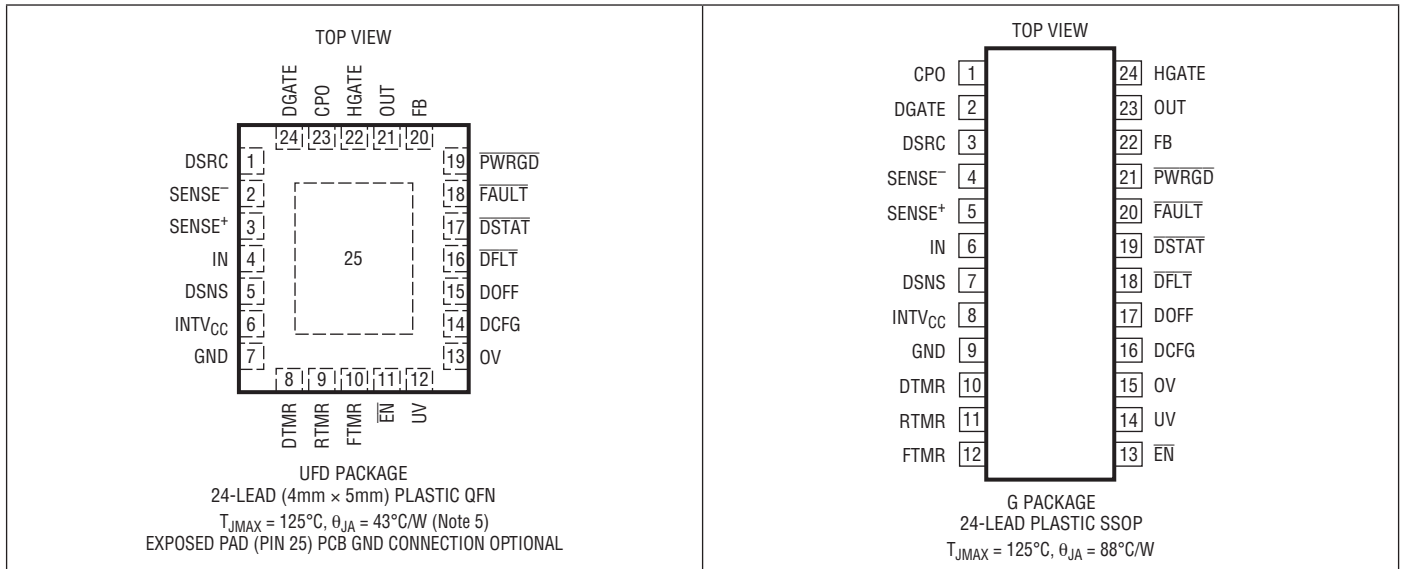 TOP VIEW
DGATE
CPO
HGATE
OUT
FB
24 23 22 21 20
DSRC 1
SENSE⁻ 2
SENSE⁺ 3
IN 4
DSNS 5
INTVCC 6
GND 7
25
19 PWRGD
18 FAULT
17 DSTAT
16 DFLT
15 DOFF
14 DCFG
13 OV
8 9 10 11 12
DTMR
RTMR
FTMR
EN
UV
UFD PACKAGE
24-LEAD (4mm × 5mm) PLASTIC QFN
TJMAX = 125°C, θJA = 43°C/W (Note 5)
EXPOSED PAD (PIN 25) PCB GND CONNECTION OPTIONAL
TOP VIEW
CPO 1
DGATE 2
DSRC 3
SENSE⁻ 4
SENSE⁺ 5
IN 6
DSNS 7
INTVCC 8
GND 9
DTMR 10
RTMR 11
FTMR 12
24 HGATE
23 OUT
22 FB
21 PWRGD
20 FAULT
19 DSTAT
18 DFLT
17 DOFF
16 DCFG
15 OV
14 UV
13 EN
G PACKAGE
24-LEAD PLASTIC SSOP
TJMAX = 125°C, θJA = 88°C/W